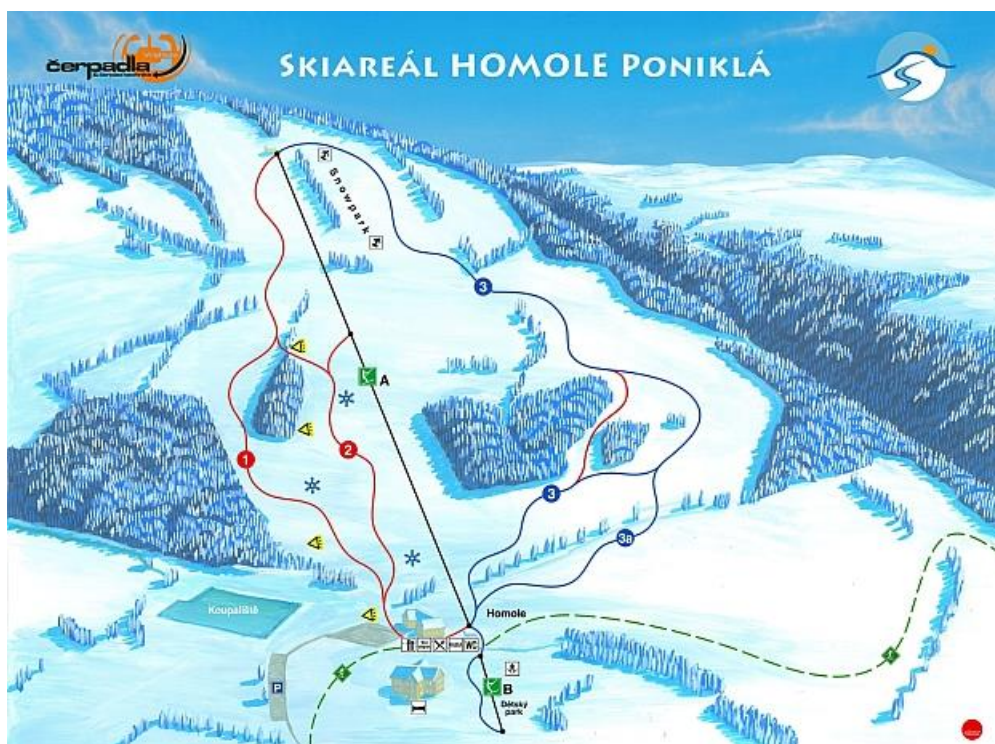 čerpadla
SKIAREÁL HOMOLE PONIKLÁ
Snowpark
3
A
1
2
3
3a
Koupaliště
Homole
WC
P
B
Dětský
park